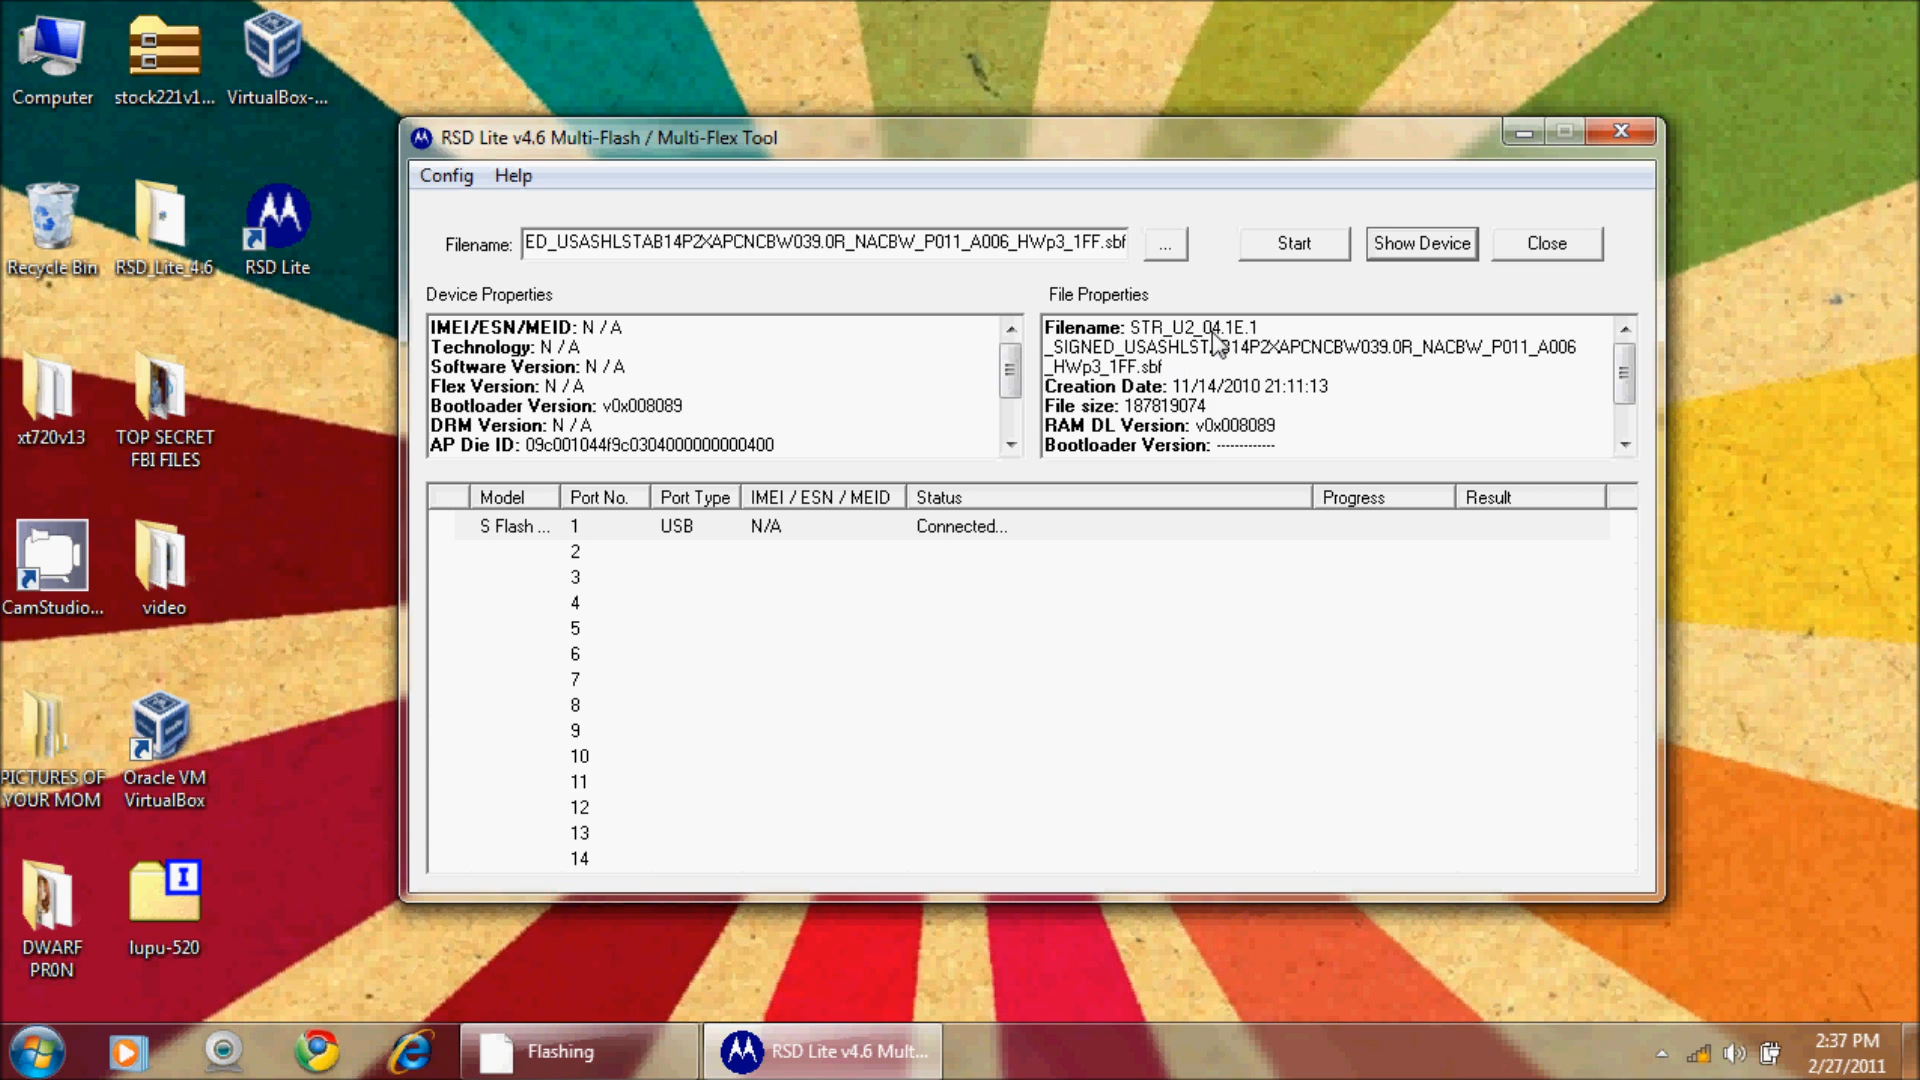 Computer
stock221v1...
VirtualBox-...
Recycle Bin
RSD_Lite_4.6
RSD Lite
xt720v13
TOP SECRET
FBI FILES
CamStudio...
video
PICTURES OF
YOUR MOM
Oracle VM
VirtualBox
DWARF
PR0N
lupu-520
RSD Lite v4.6 Multi-Flash / Multi-Flex Tool
Config Help
Filename: ED_USASHLSTAB14P2XAPCNCBW039.0R_NACBW_P011_A006_HWp3_1FF.sbf ... Start Show Device Close
Device Properties
IMEI/ESN/MEID: N / A
Technology: N / A
Software Version: N / A
Flex Version: N / A
Bootloader Version: v0x008089
DRM Version: N / A
AP Die ID: 09c001044f9c0304000000000400
File Properties
Filename: STR_U2_04.1E.1
_SIGNED_USASHLSTAB14P2XAPCNCBW039.0R_NACBW_P011_A006
_HWp3_1FF.sbf
Creation Date: 11/14/2010 21:11:13
File size: 187819074
RAM DL Version: v0x008089
Bootloader Version: ------------
Model Port No. Port Type IMEI / ESN / MEID Status Progress Result
S Flash ... 1 USB N/A Connected...
2
3
4
5
6
7
8
9
10
11
12
13
14
Flashing
RSD Lite v4.6 Mult...
2:37 PM
2/27/2011